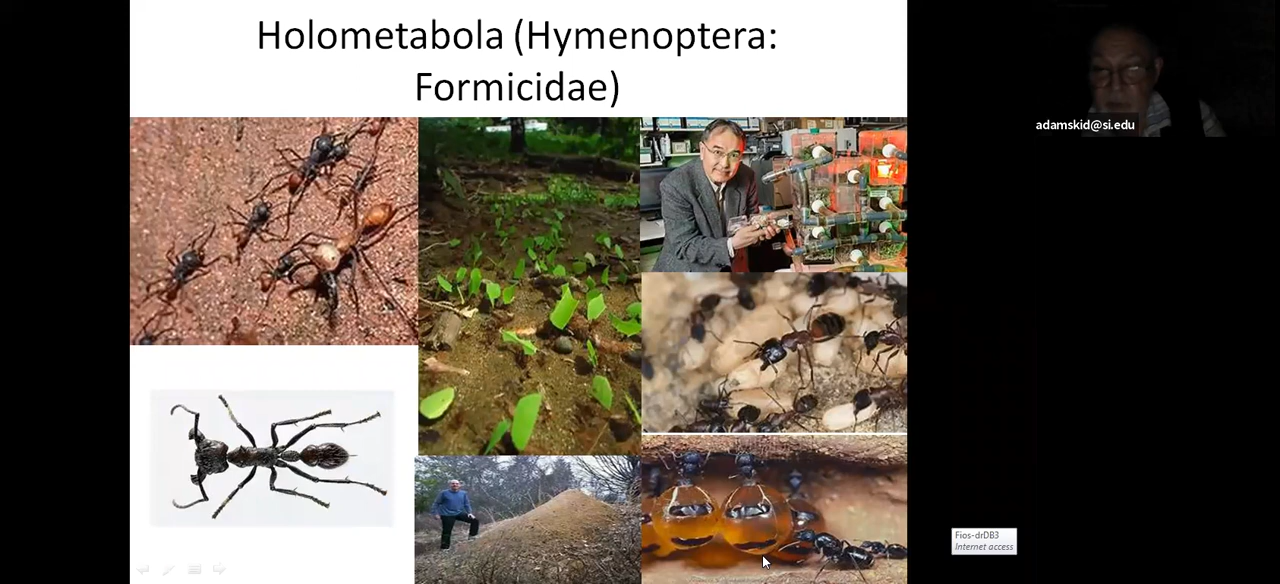 Holometabola (Hymenoptera:
Formicidae)
adamskid@si.edu
Fios-drDB3
Internet access